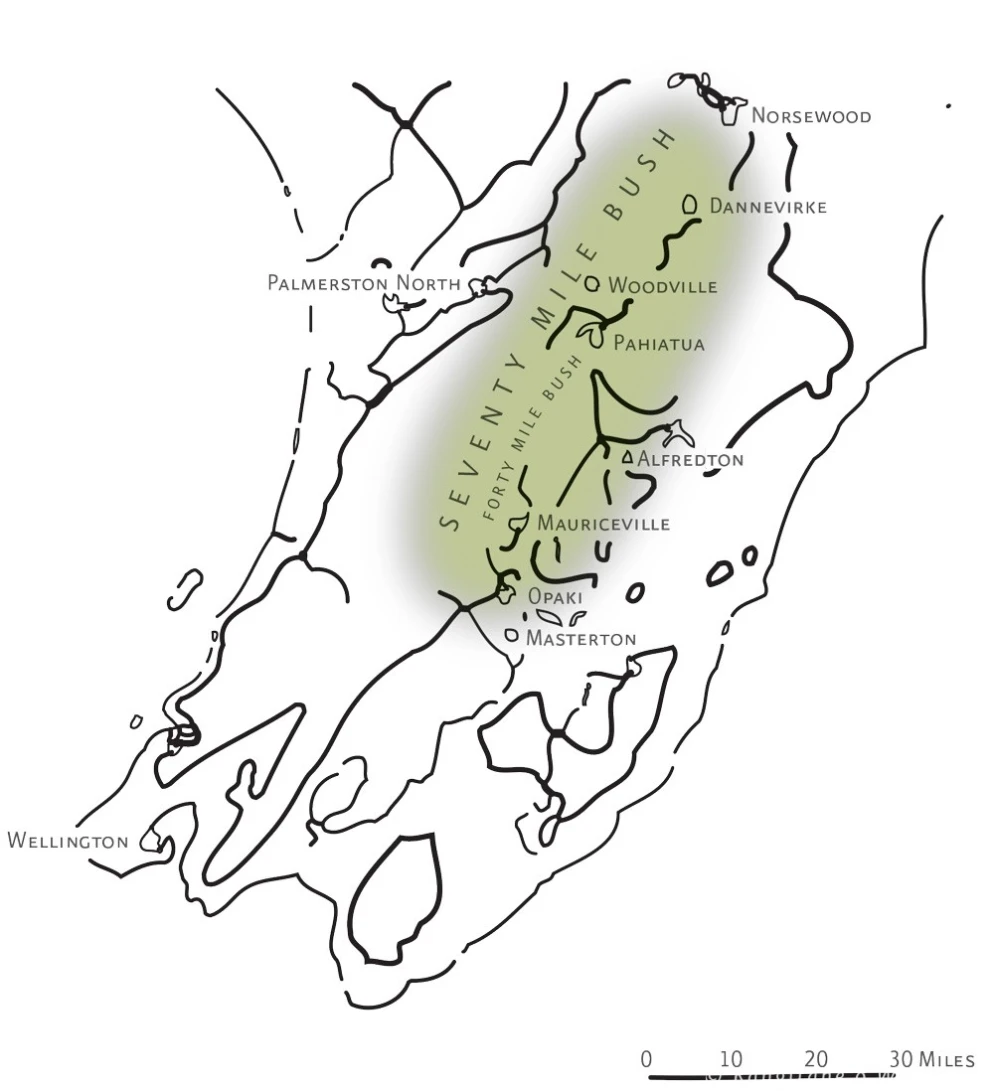 NORSEWOOD
DANNEVIRKE
SEVENTY MILE BUSH
PALMERSTON NORTH
WOODVILLE
PAHIATUA
FORTY MILE BUSH
ALFREDTON
MAURICEVILLE
OPAKI
MASTERTON
WELLINGTON
0 10 20 30 MILES